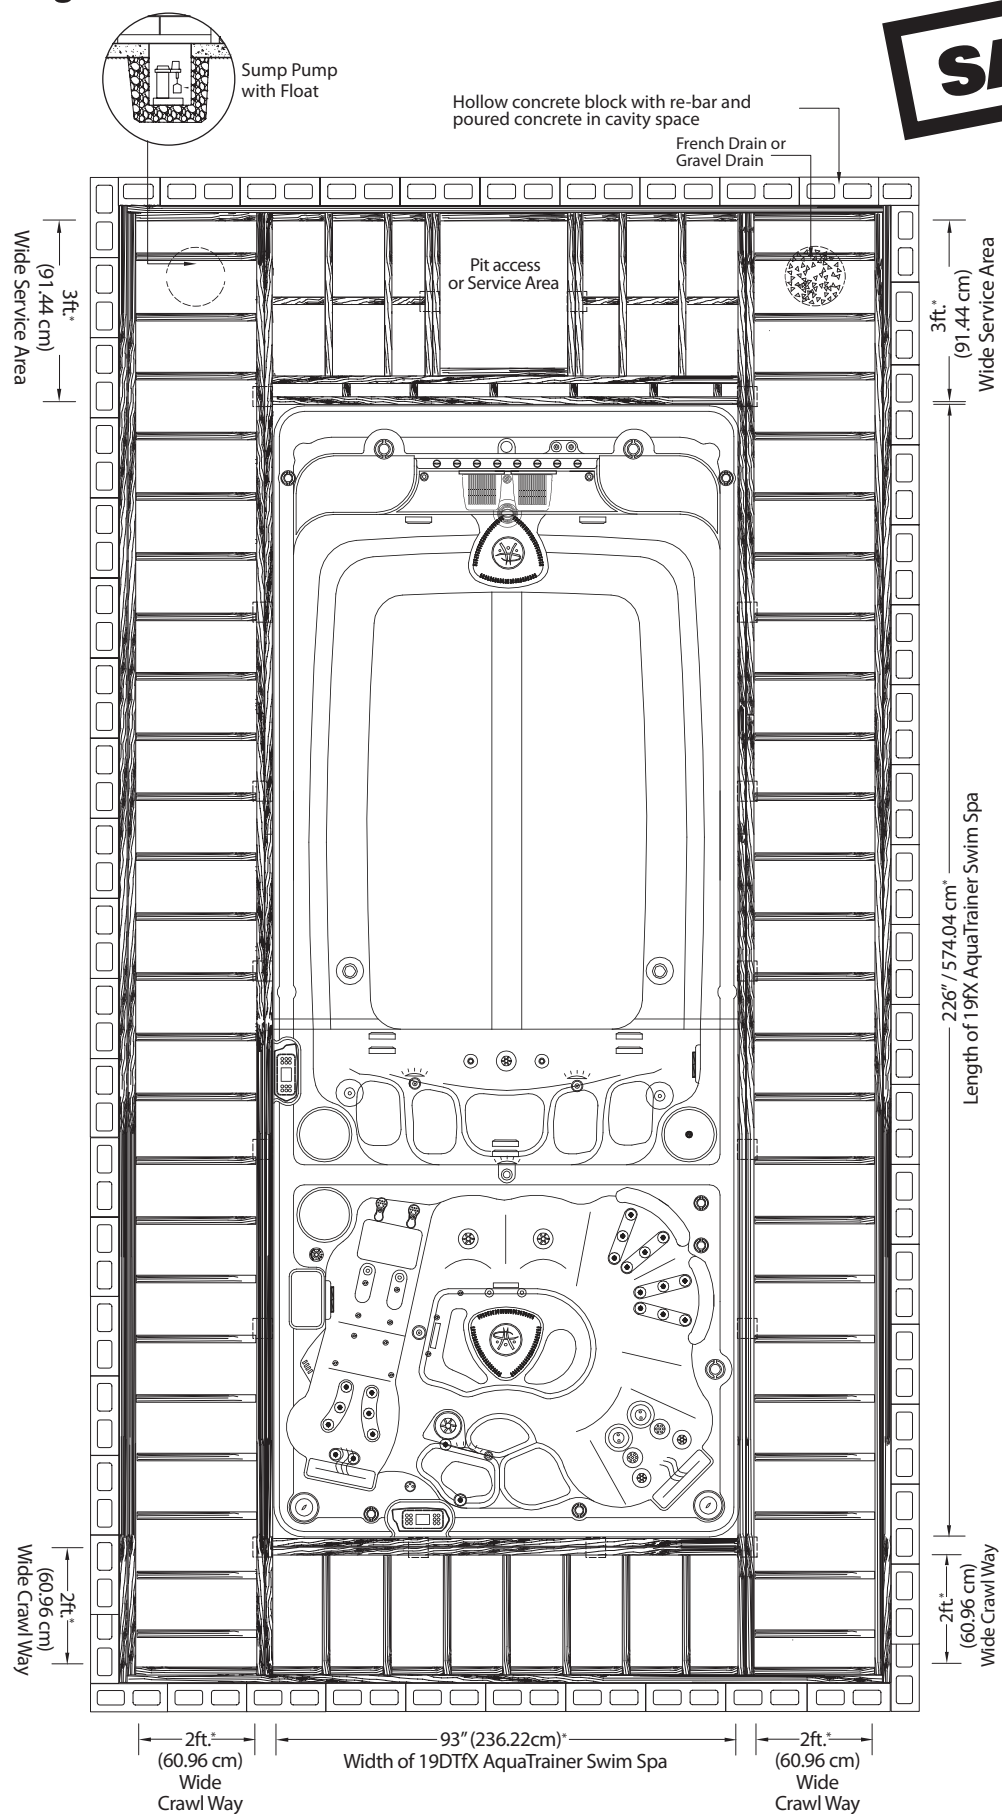 Sump Pump
with Float
Hollow concrete block with re-bar and
poured concrete in cavity space
French Drain or
Gravel Drain
3ft.*
(91.44 cm)
Wide Service Area
Pit access
or Service Area
3ft.*
(91.44 cm)
Wide Service Area
226” / 574.04 cm*
Length of 19fX AquaTrainer Swim Spa
2ft.*
(60.96 cm)
Wide Crawl Way
2ft.*
(60.96 cm)
Wide Crawl Way
2ft.*
(60.96 cm)
Wide
Crawl Way
93” (236.22cm)*
Width of 19DTfX AquaTrainer Swim Spa
2ft.*
(60.96 cm)
Wide
Crawl Way